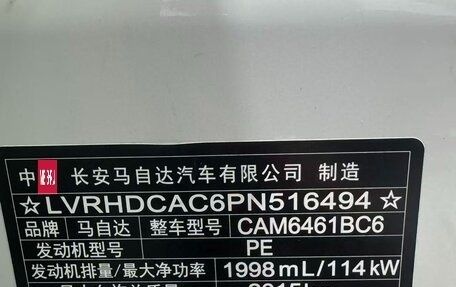 中 长安马自达汽车有限公司 制造
☆LVRHDCAC6PN516494☆
品牌 马自达 整车型号 CAM6461BC6
发动机型号 PE
发动机排量/最大净功率 1998mL/114kW